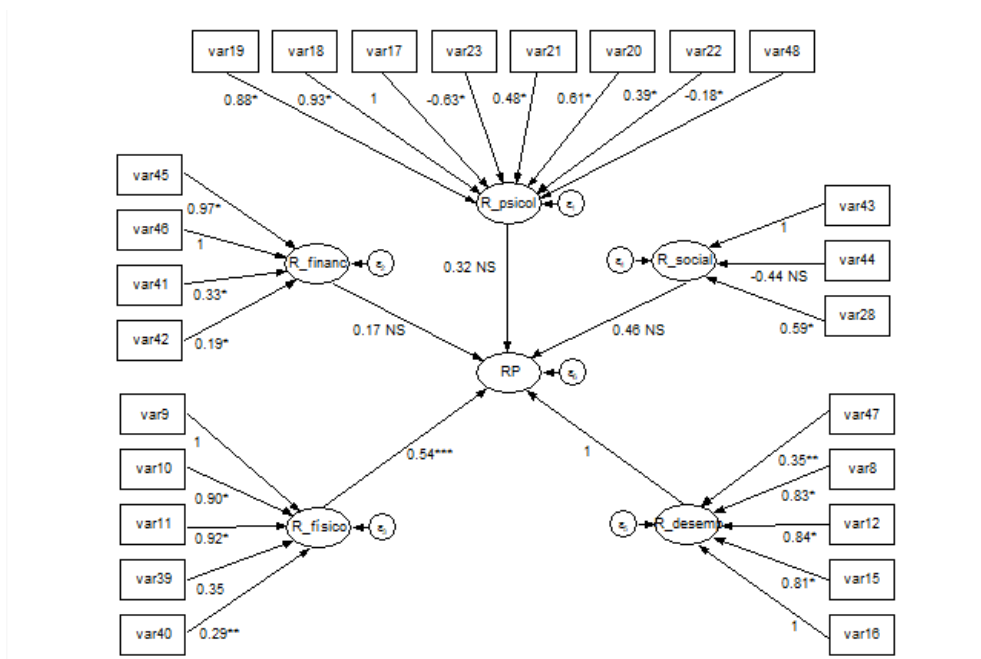 var19 var18 var17 var23 var21 var20 var22 var48
0.88* 0.93* 1 -0.63* 0.48* 0.61* 0.39* -0.18*
R_psicol
var45
0.97*
var46
1
var41
0.33*
var42
0.19*
R_financ
var43
1
var44
-0.44 NS
var28
0.59*
R_social
0.32 NS
0.17 NS
0.46 NS
RP
var9
1
var10
0.90*
var11
0.92*
var39
0.35
var40
0.29**
R_físico
0.54***
1
R_desem
var47
0.35**
var8
0.83*
var12
0.84*
var15
0.81*
var16
1